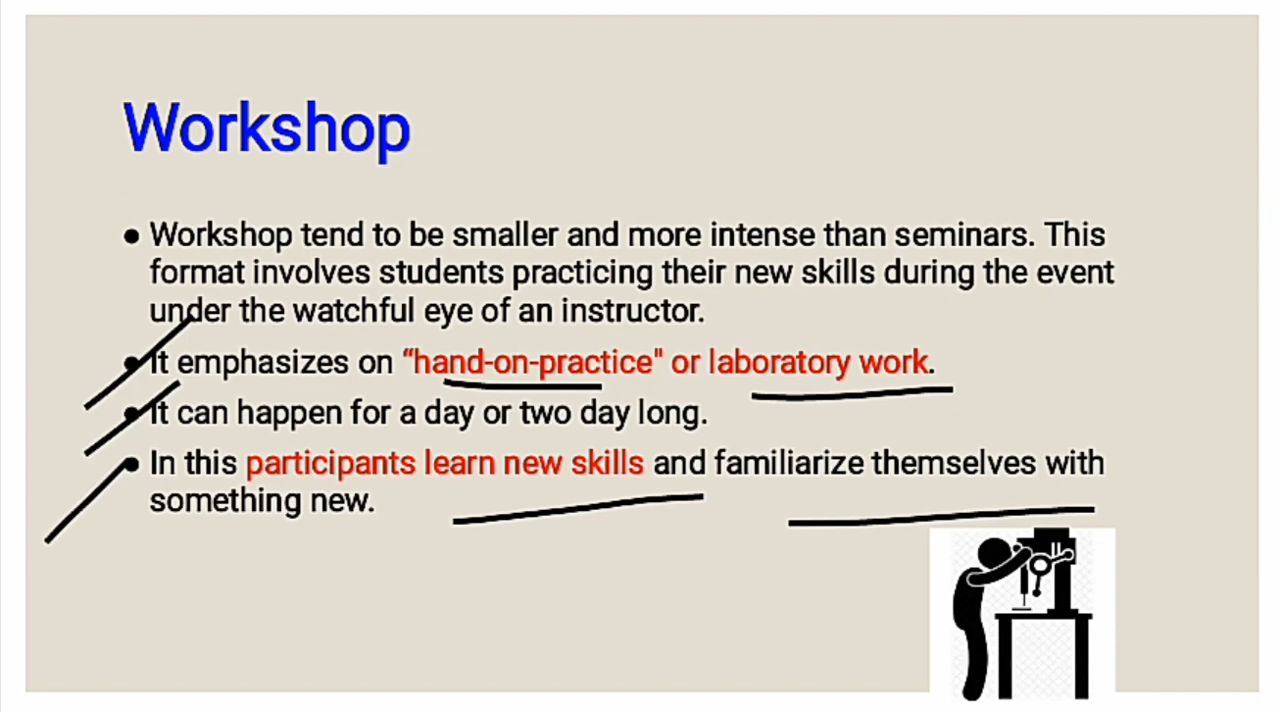 Workshop
● Workshop tend to be smaller and more intense than seminars. This
format involves students practicing their new skills during the event
under the watchful eye of an instructor.
● It emphasizes on “hand-on-practice" or laboratory work.
● It can happen for a day or two day long.
● In this participants learn new skills and familiarize themselves with
something new.